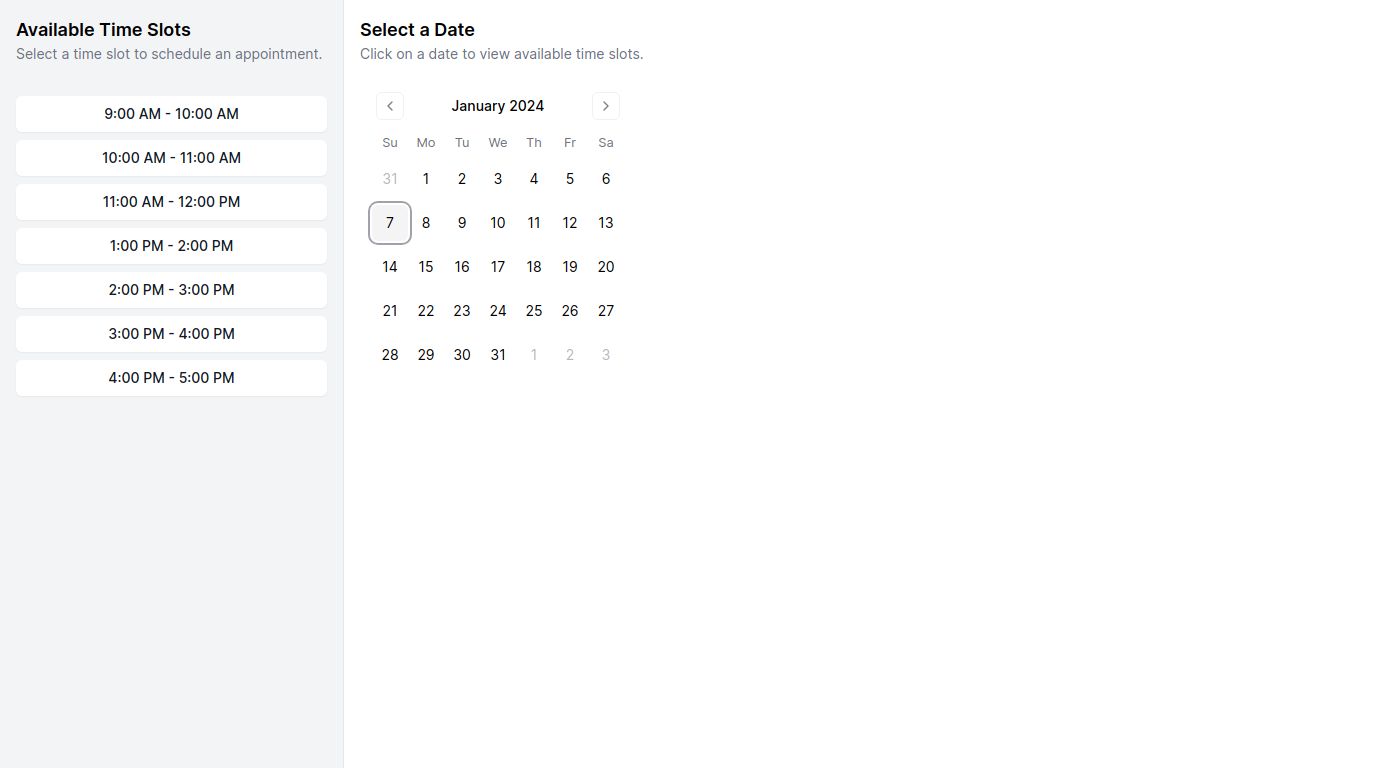 Available Time Slots
Select a time slot to schedule an appointment.
9:00 AM - 10:00 AM
10:00 AM - 11:00 AM
11:00 AM - 12:00 PM
1:00 PM - 2:00 PM
2:00 PM - 3:00 PM
3:00 PM - 4:00 PM
4:00 PM - 5:00 PM
Select a Date
Click on a date to view available time slots.
January 2024
Su Mo Tu We Th Fr Sa
31 1 2 3 4 5 6
7 8 9 10 11 12 13
14 15 16 17 18 19 20
21 22 23 24 25 26 27
28 29 30 31 1 2 3